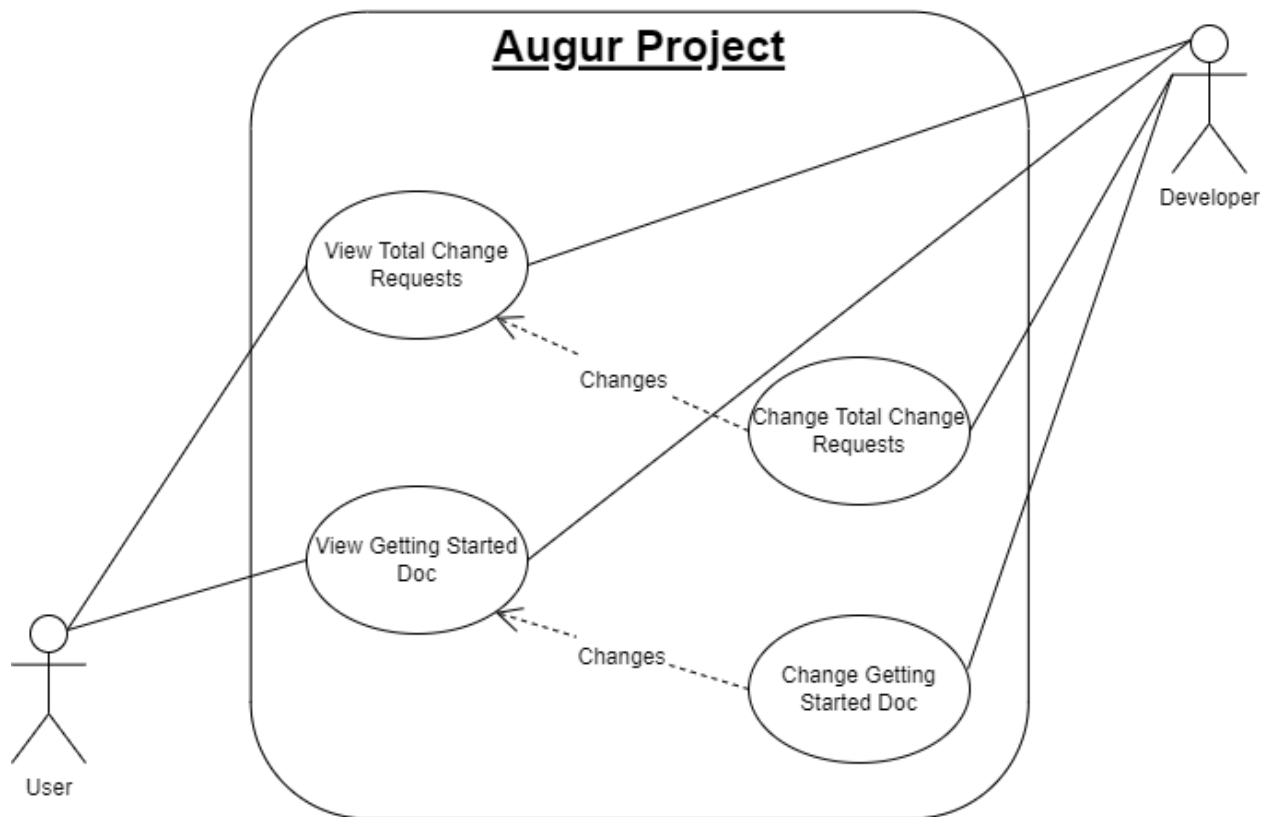 Augur Project
Developer
View Total Change
Requests
Changes
Change Total Change
Requests
View Getting Started
Doc
Changes
Change Getting
Started Doc
User